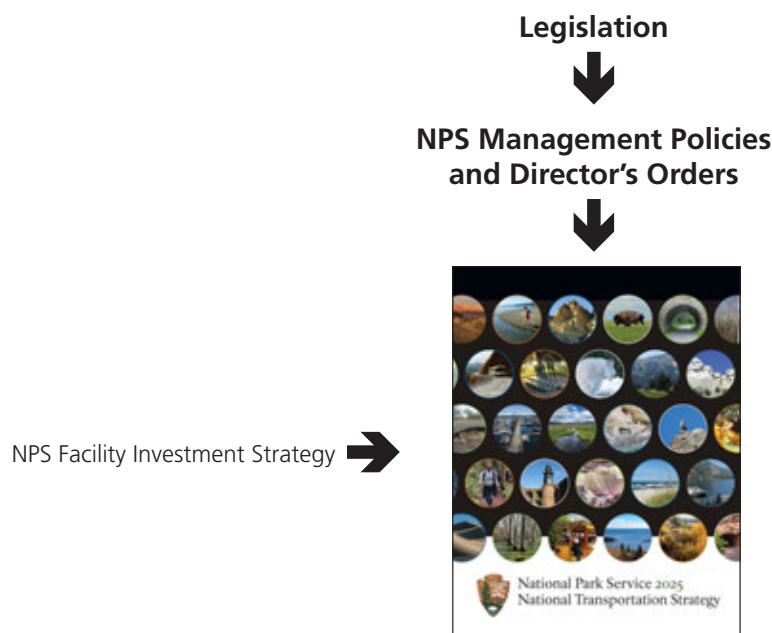 Legislation
NPS Management Policies
and Director's Orders
NPS Facility Investment Strategy
National Park Service 2025
National Transportation Strategy